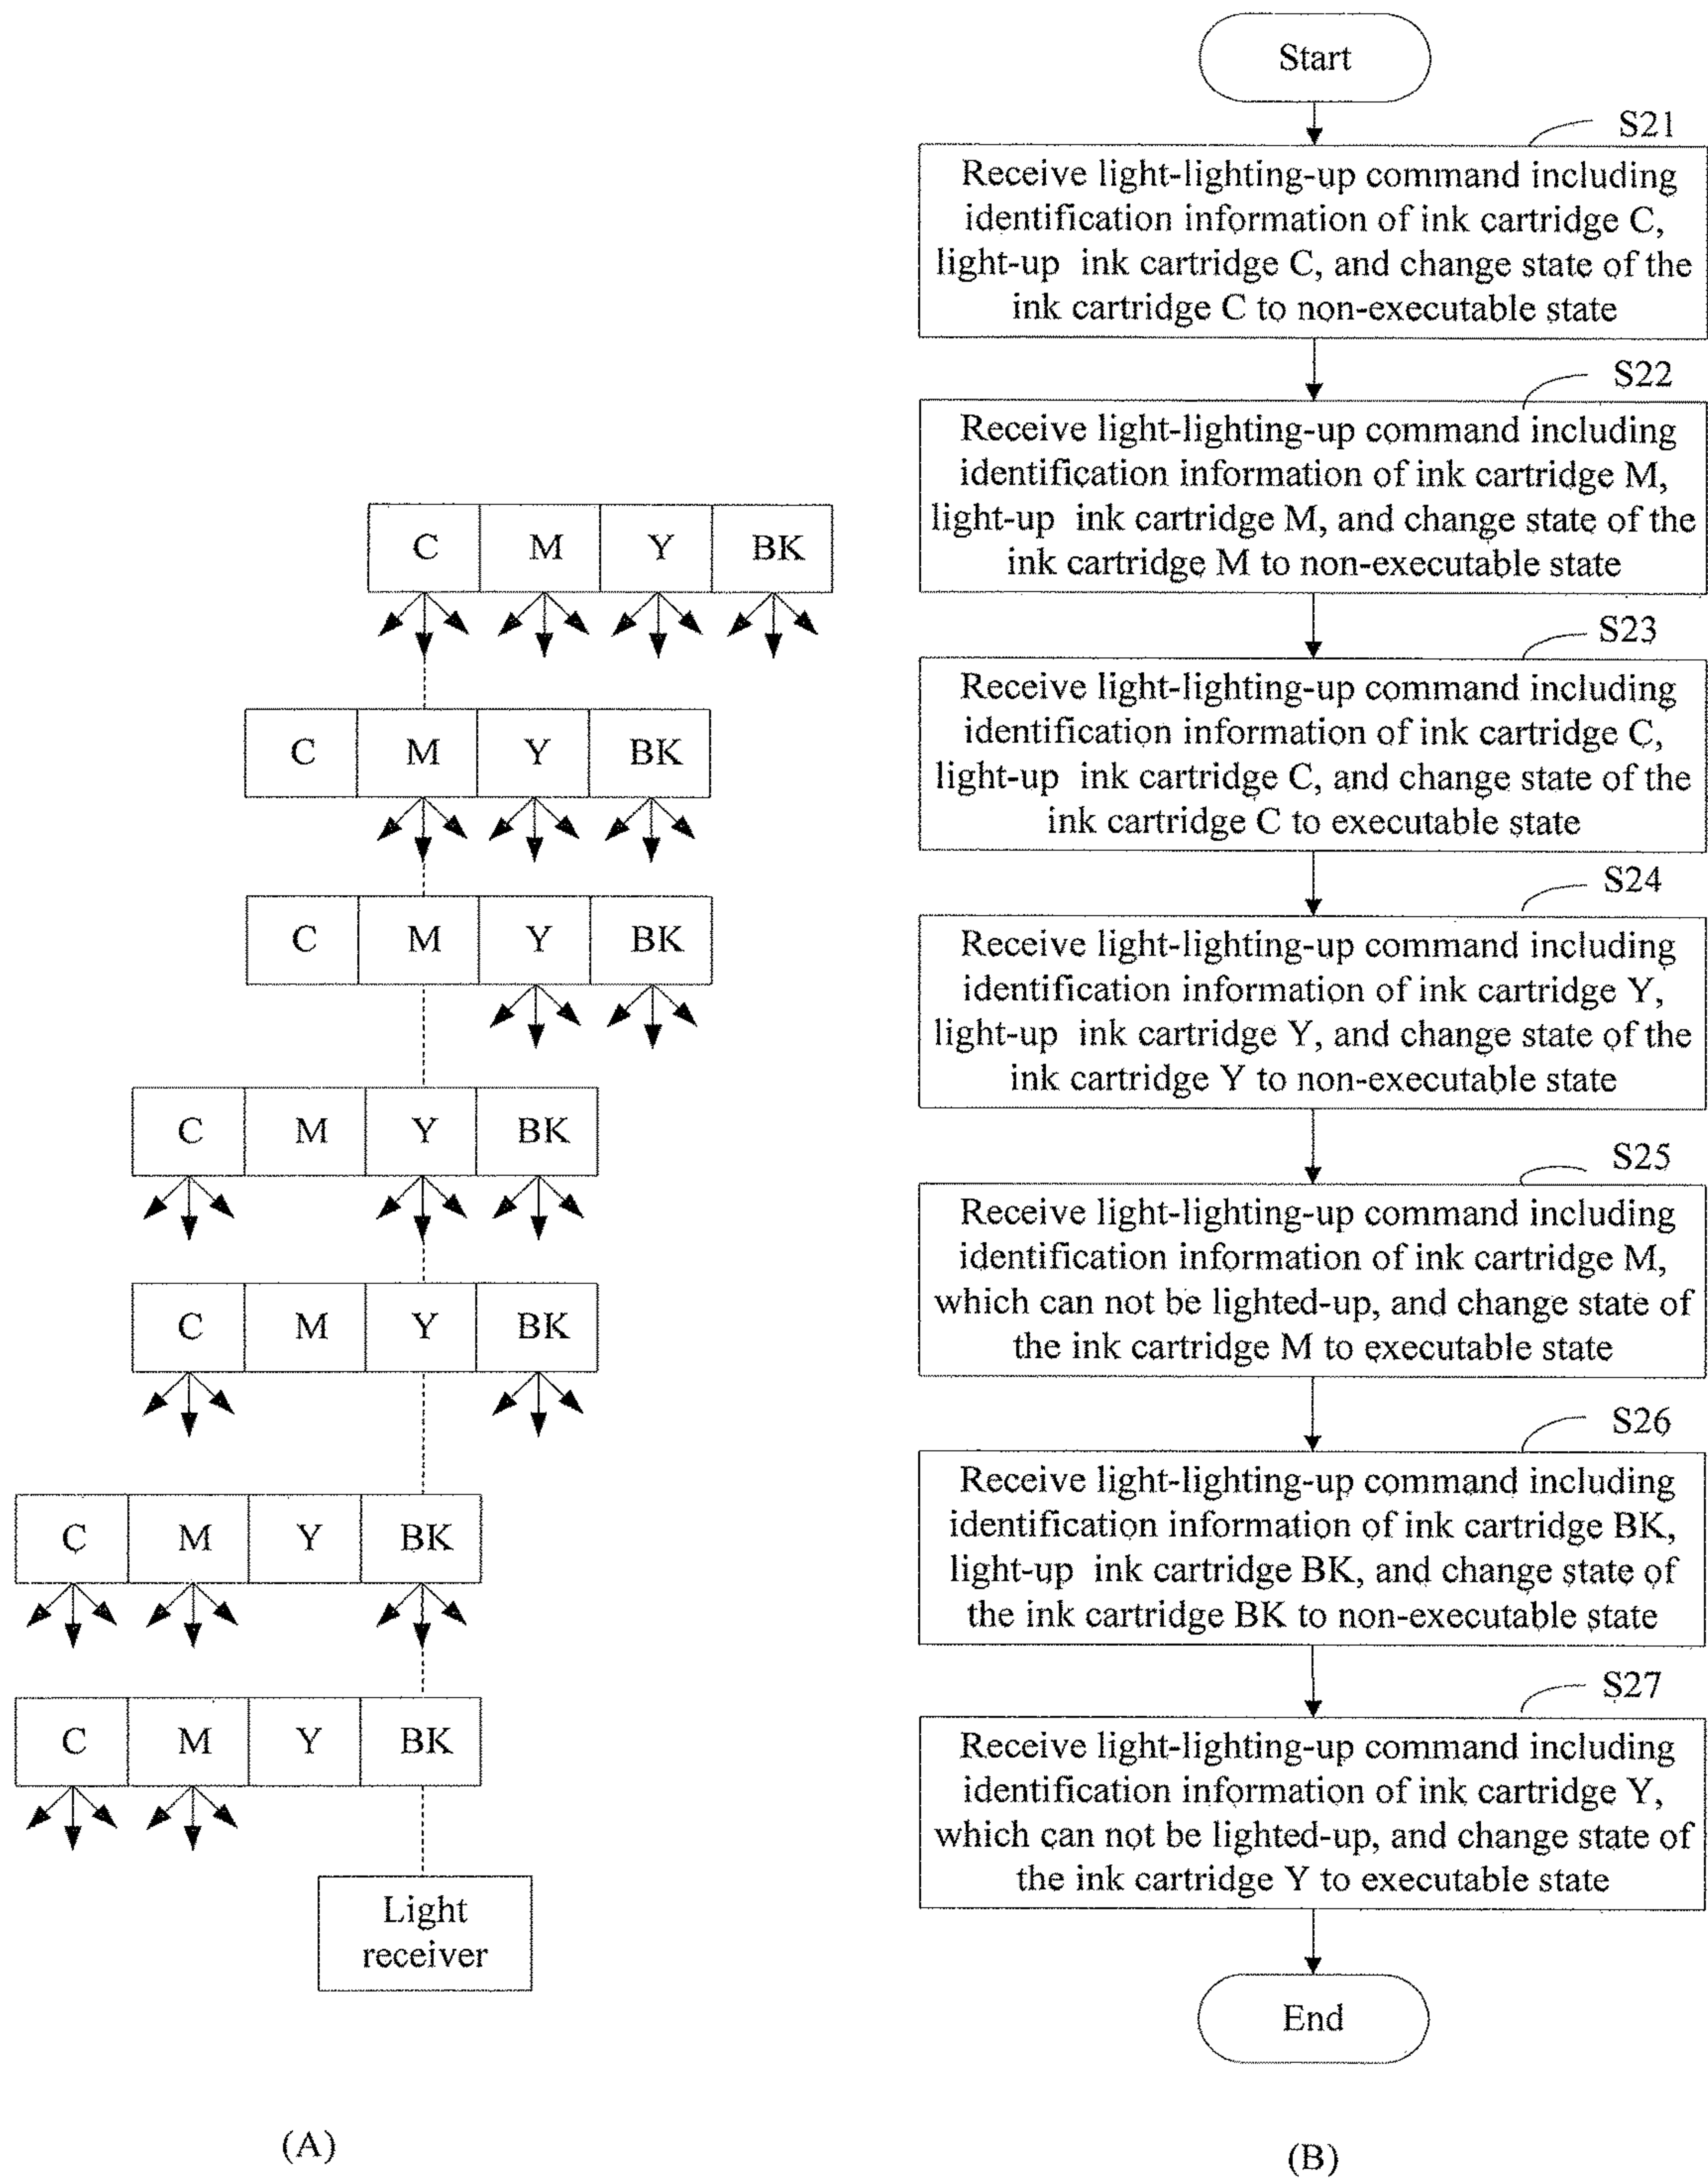 C M Y BK
C M Y BK
C M Y BK
C M Y BK
C M Y BK
C M Y BK
C M Y BK
Light
receiver
(A)
Start
S21
Receive light-lighting-up command including
identification information of ink cartridge C,
light-up ink cartridge C, and change state of the
ink cartridge C to non-executable state
S22
Receive light-lighting-up command including
identification information of ink cartridge M,
light-up ink cartridge M, and change state of the
ink cartridge M to non-executable state
S23
Receive light-lighting-up command including
identification information of ink cartridge C,
light-up ink cartridge C, and change state of the
ink cartridge C to executable state
S24
Receive light-lighting-up command including
identification information of ink cartridge Y,
light-up ink cartridge Y, and change state of the
ink cartridge Y to non-executable state
S25
Receive light-lighting-up command including
identification information of ink cartridge M,
which can not be lighted-up, and change state of
the ink cartridge M to executable state
S26
Receive light-lighting-up command including
identification information of ink cartridge BK,
light-up ink cartridge BK, and change state of
the ink cartridge BK to non-executable state
S27
Receive light-lighting-up command including
identification information of ink cartridge Y,
which can not be lighted-up, and change state of
the ink cartridge Y to executable state
End
(B)